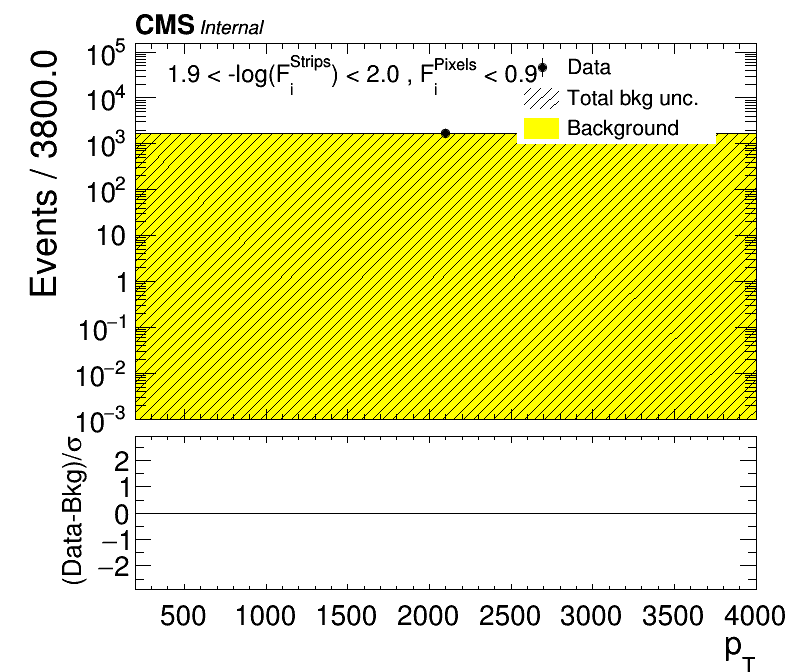 CMS Internal
1.9 < -log(F_i^Strips) < 2.0 , F_i^Pixels < 0.9
Data
Total bkg unc.
Background
Events / 3800.0
10^5
10^4
10^3
10^2
10
1
10^−1
10^−2
10^−3
(Data-Bkg)/σ
2
1
0
−1
−2
500 1000 1500 2000 2500 3000 3500 4000
p_T